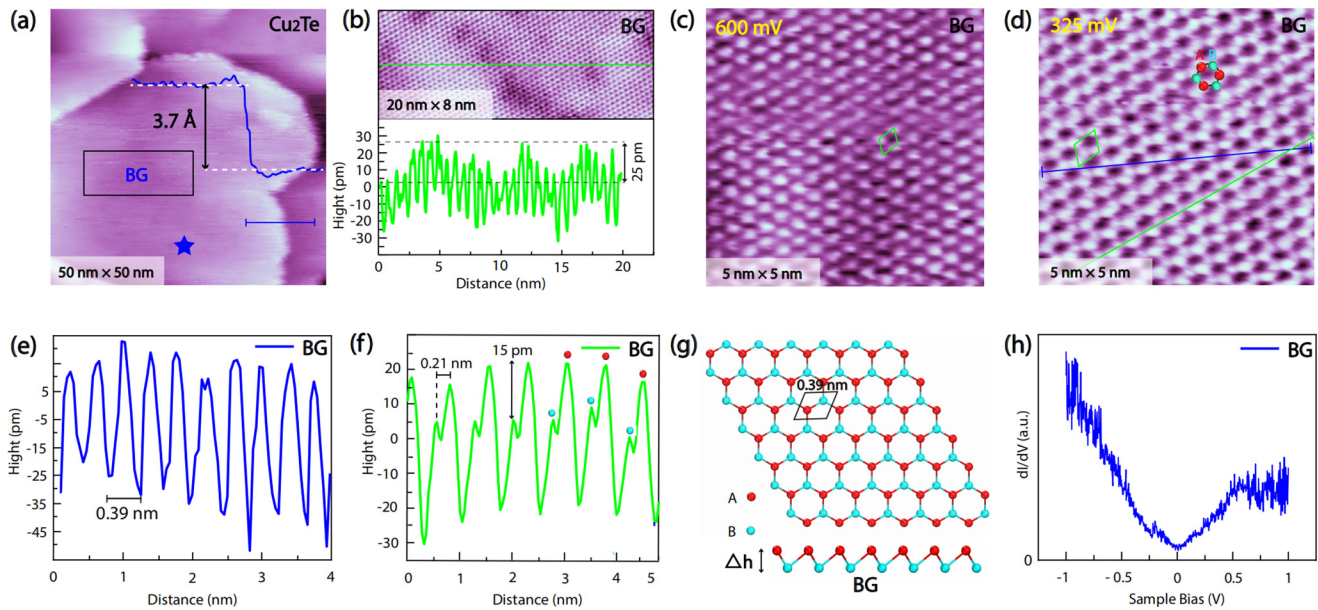 (a)
Cu2Te
3.7 Å
BG
50 nm × 50 nm
(b)
BG
20 nm × 8 nm
Hight (pm)
30
20
10
0
-10
-20
-30
25 pm
0
5
10
15
20
Distance (nm)
(c)
600 mV
BG
5 nm × 5 nm
(d)
325 mV
BG
A B
5 nm × 5 nm
(e)
BG
Hight (pm)
5
-5
-15
-25
-35
-45
0.39 nm
0
1
2
3
4
Distance (nm)
(f)
BG
0.21 nm
15 pm
Hight (pm)
20
10
0
-10
-20
-30
0
1
2
3
4
5
Distance (nm)
(g)
0.39 nm
A
B
Δh
BG
(h)
BG
dI/dV (a.u.)
0
-1
-0.5
0
0.5
1
Sample Bias (V)